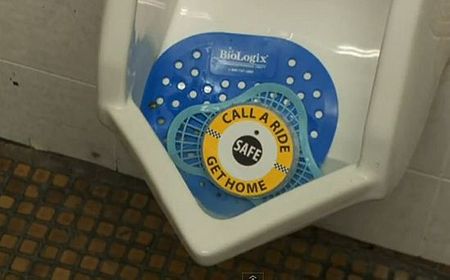 BioLogix
CALL A RIDE
SAFE
GET HOME